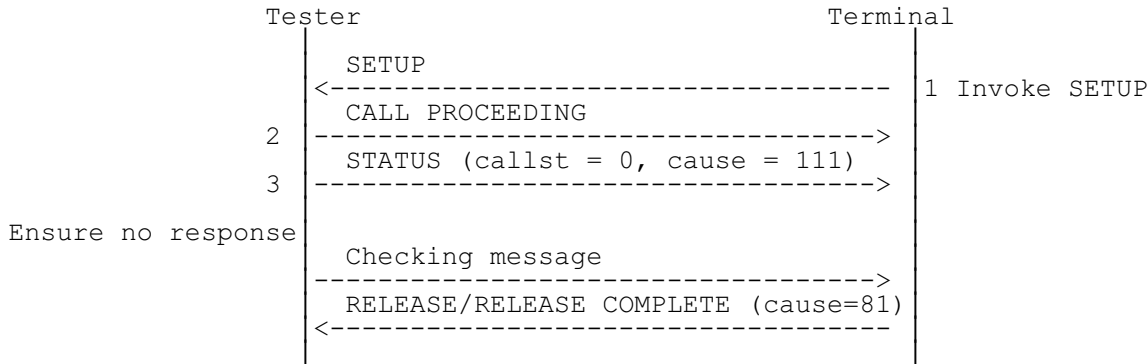 Tester Terminal
SETUP
1 Invoke SETUP
CALL PROCEEDING
2
STATUS (callst = 0, cause = 111)
3
Ensure no response
Checking message
RELEASE/RELEASE COMPLETE (cause=81)